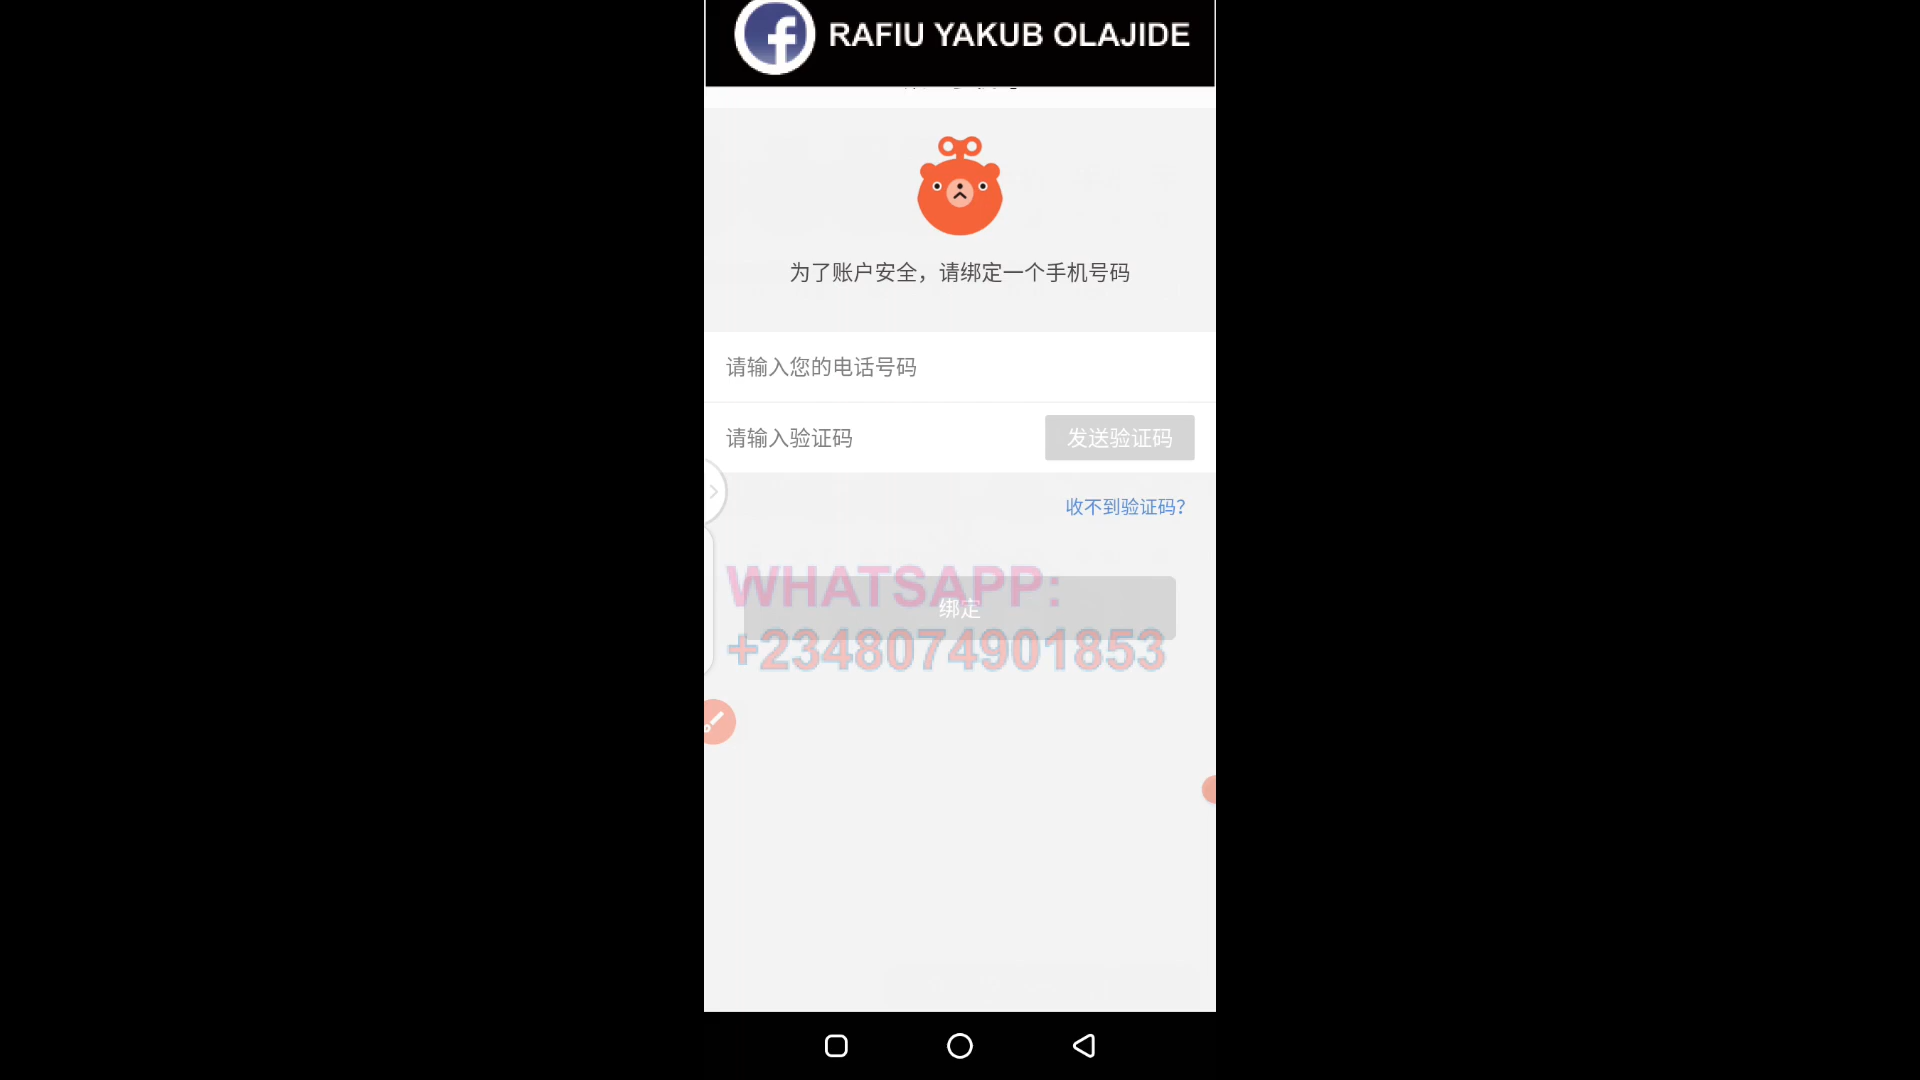 RAFIU YAKUB OLAJIDE
为了账户安全，请绑定一个手机号码
请输入您的电话号码
请输入验证码
发送验证码
收不到验证码?
WHATSAPP:
绑定
+2348074901853